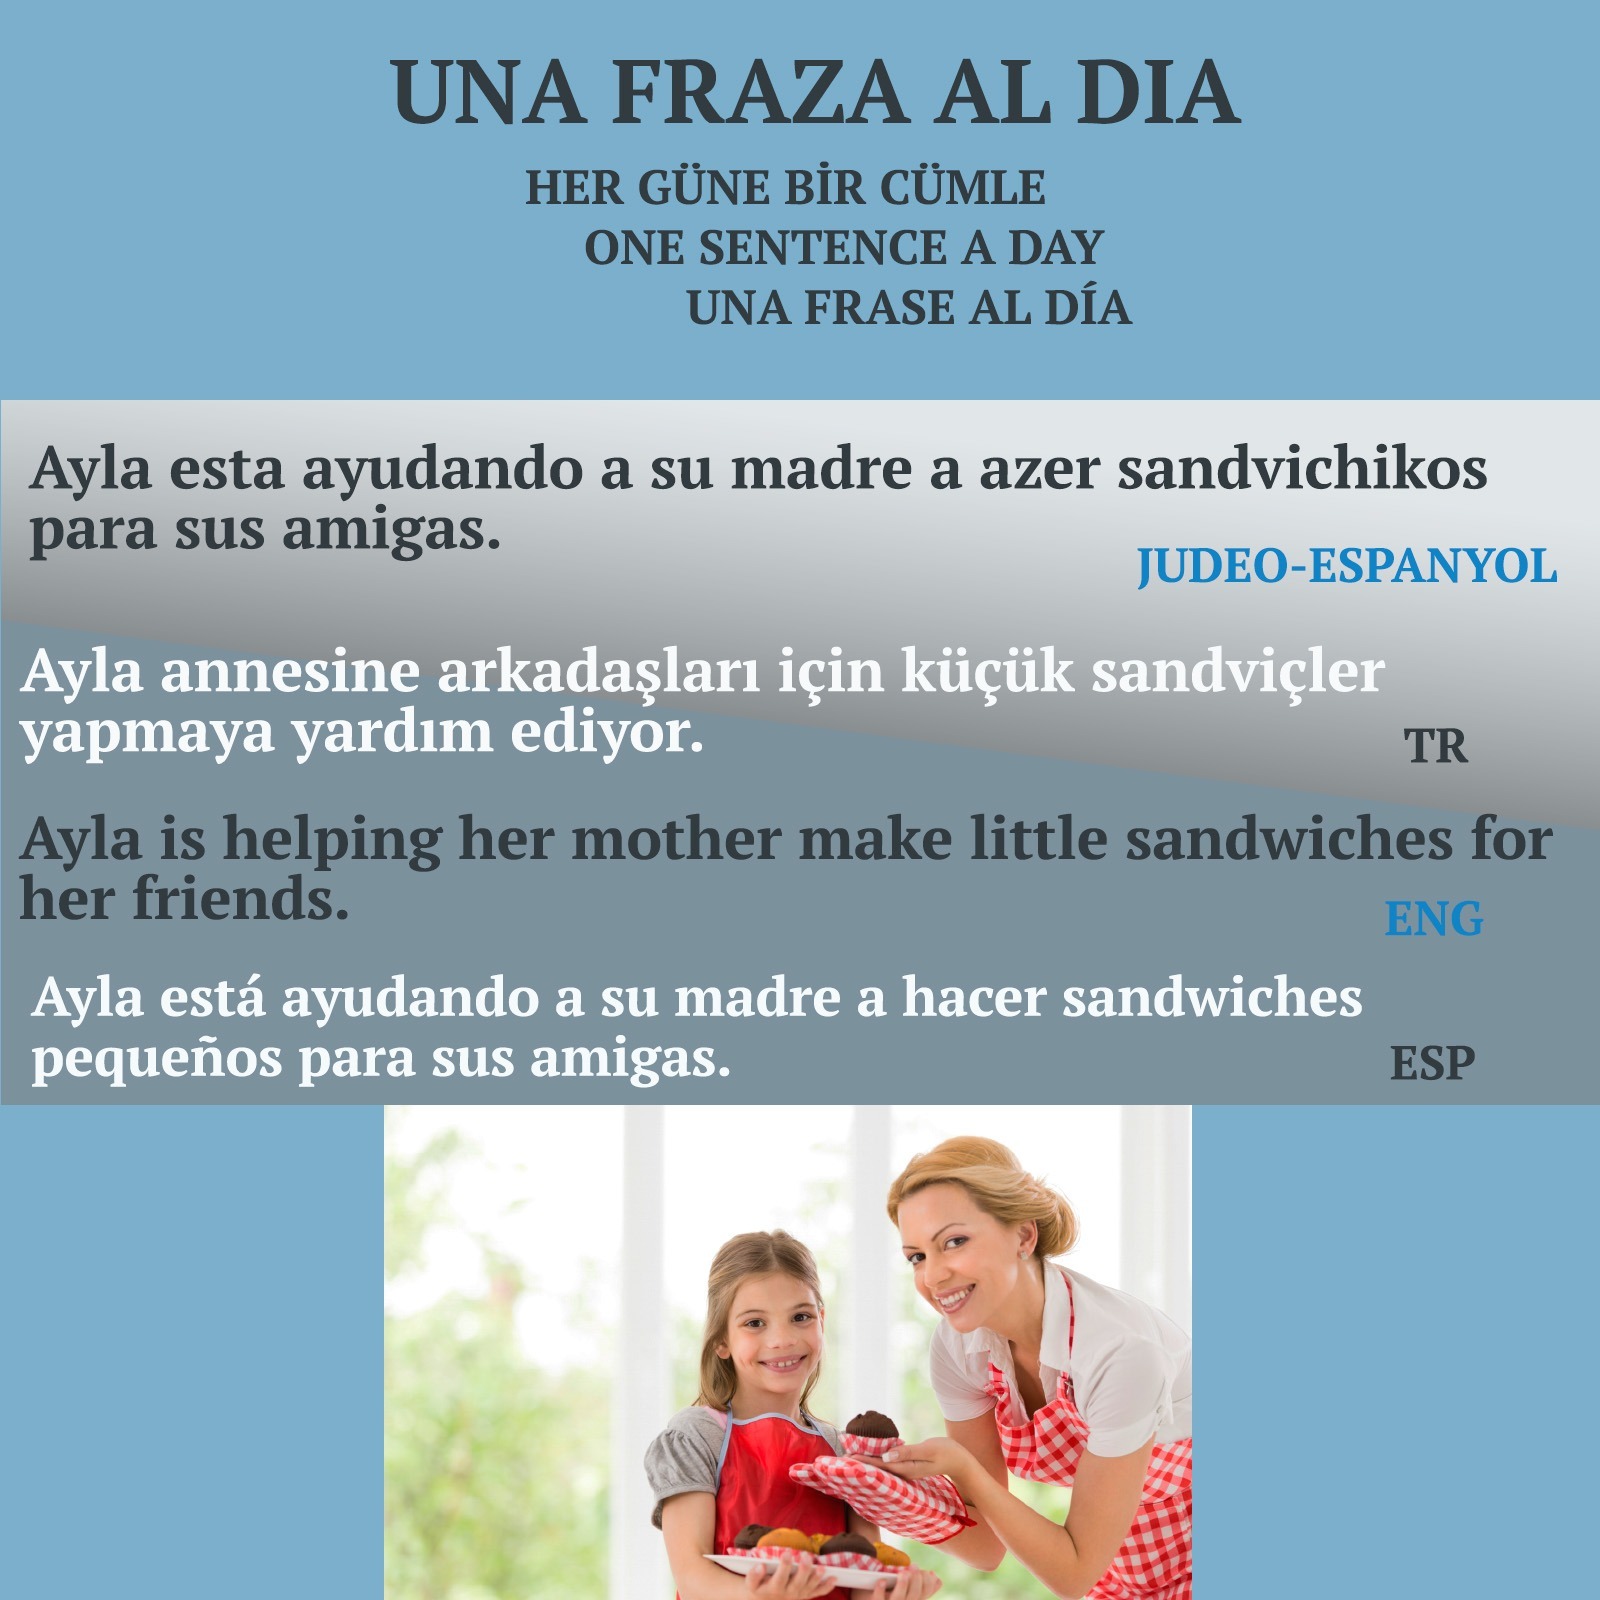 UNA FRAZA AL DIA
HER GÜNE BİR CÜMLE
ONE SENTENCE A DAY
UNA FRASE AL DÍA
Ayla esta ayudando a su madre a azer sandvichikos
para sus amigas.
JUDEO-ESPANYOL
Ayla annesine arkadaşları için küçük sandviçler
yapmaya yardım ediyor.
TR
Ayla is helping her mother make little sandwiches for
her friends.
ENG
Ayla está ayudando a su madre a hacer sandwiches
pequeños para sus amigas.
ESP